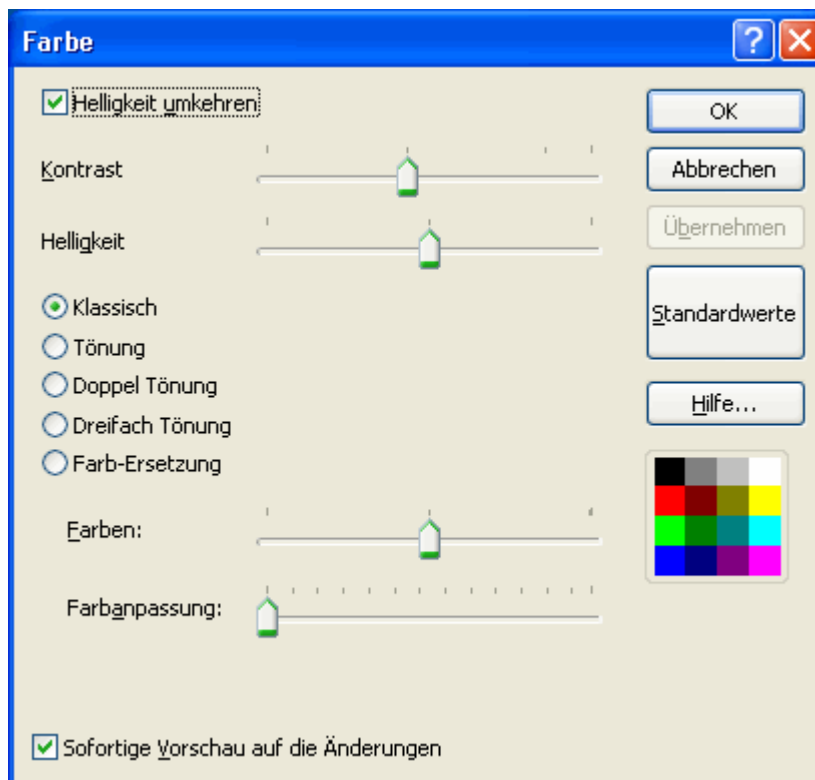 Farbe
Helligkeit umkehren
OK
Kontrast
Abbrechen
Helligkeit
Übernehmen
Klassisch
Standardwerte
Tönung
Doppel Tönung
Hilfe...
Dreifach Tönung
Farb-Ersetzung
Farben:
Farbanpassung:
Sofortige Vorschau auf die Änderungen